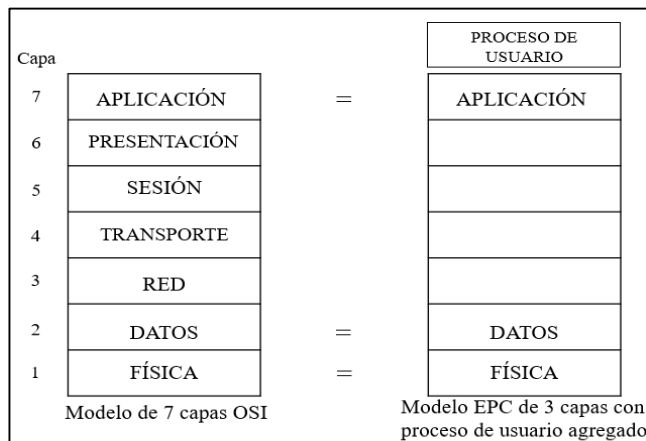 PROCESO DE
USUARIO
Capa
7 APLICACIÓN = APLICACIÓN
6 PRESENTACIÓN
5 SESIÓN
4 TRANSPORTE
3 RED
2 DATOS = DATOS
1 FÍSICA = FÍSICA
Modelo de 7 capas OSI
Modelo EPC de 3 capas con
proceso de usuario agregado